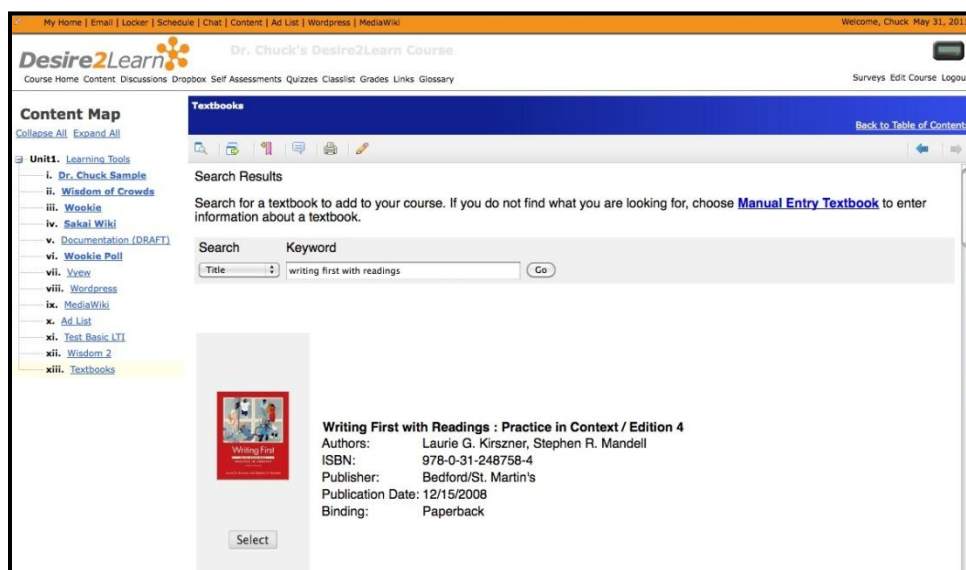 My Home | Email | Locker | Schedule | Chat | Content | Ad List | Wordpress | MediaWiki
Welcome, Chuck May 31, 201
Desire2Learn
Dr. Chuck's Desire2Learn Course
Course Home Content Discussions Dropbox Self Assessments Quizzes Classlist Grades Links Glossary
Surveys Edit Course Logou
Content Map
Collapse All Expand All
Unit1. Learning Tools
i. Dr. Chuck Sample
ii. Wisdom of Crowds
iii. Wookie
iv. Sakai Wiki
v. Documentation (DRAFT)
vi. Wookie Poll
vii. Vyew
viii. Wordpress
ix. MediaWiki
x. Ad List
xi. Test Basic LTI
xii. Wisdom 2
xiii. Textbooks
Textbooks
Back to Table of Content
Search Results
Search for a textbook to add to your course. If you do not find what you are looking for, choose Manual Entry Textbook to enter
information about a textbook.
Search Keyword
Title writing first with readings Go
Writing First
Writing First with Readings : Practice in Context / Edition 4
Authors: Laurie G. Kirszner, Stephen R. Mandell
ISBN: 978-0-31-248758-4
Publisher: Bedford/St. Martin's
Publication Date: 12/15/2008
Binding: Paperback
Select